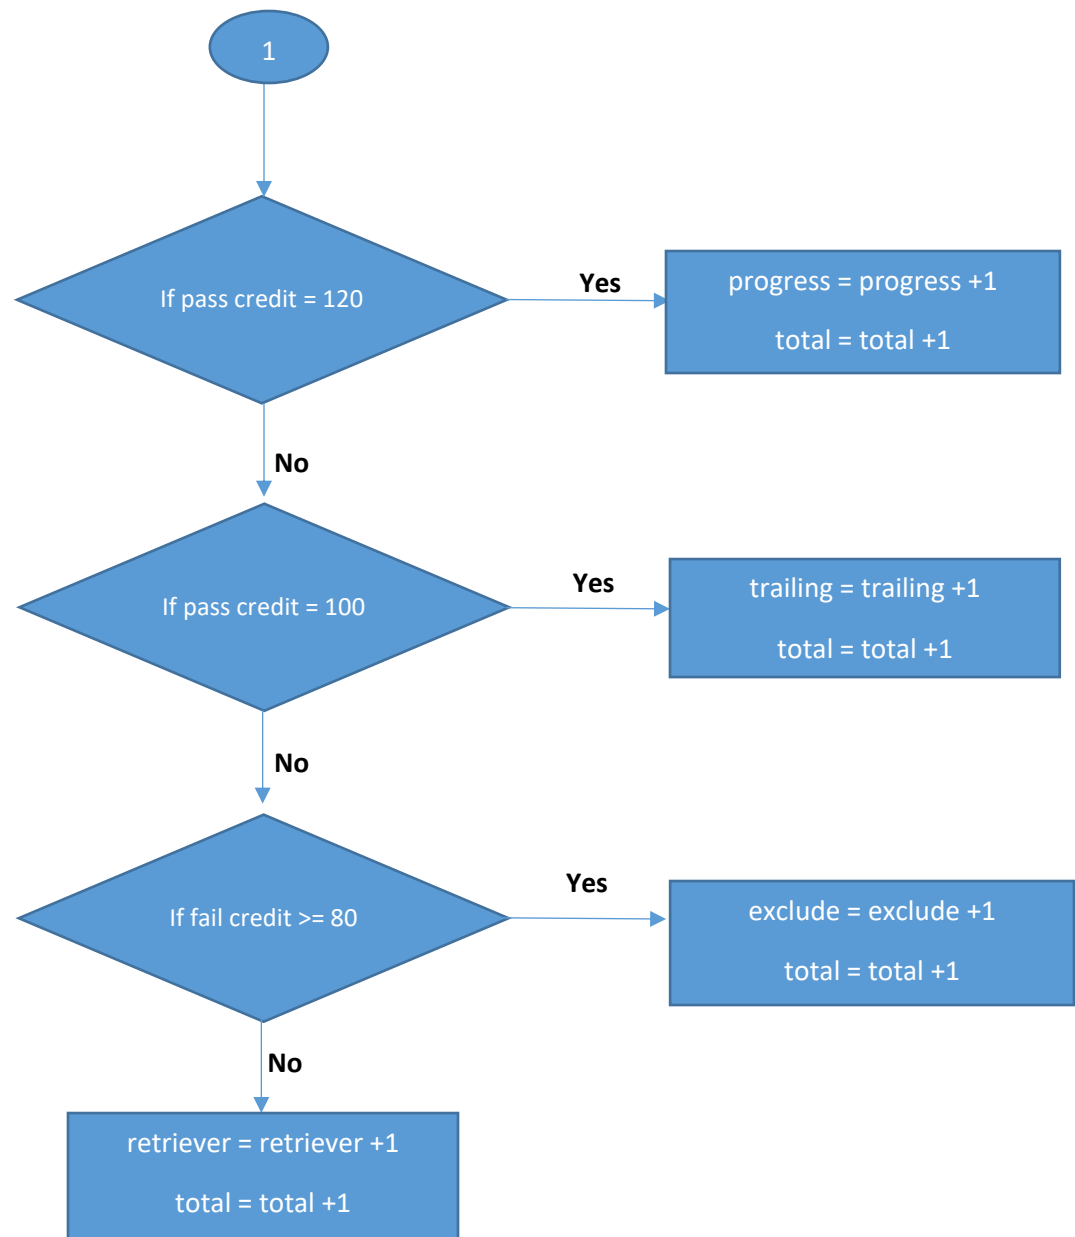 1
If pass credit = 120
Yes
progress = progress +1
total = total +1
No
If pass credit = 100
Yes
trailing = trailing +1
total = total +1
No
If fail credit >= 80
Yes
exclude = exclude +1
total = total +1
No
retriever = retriever +1
total = total +1